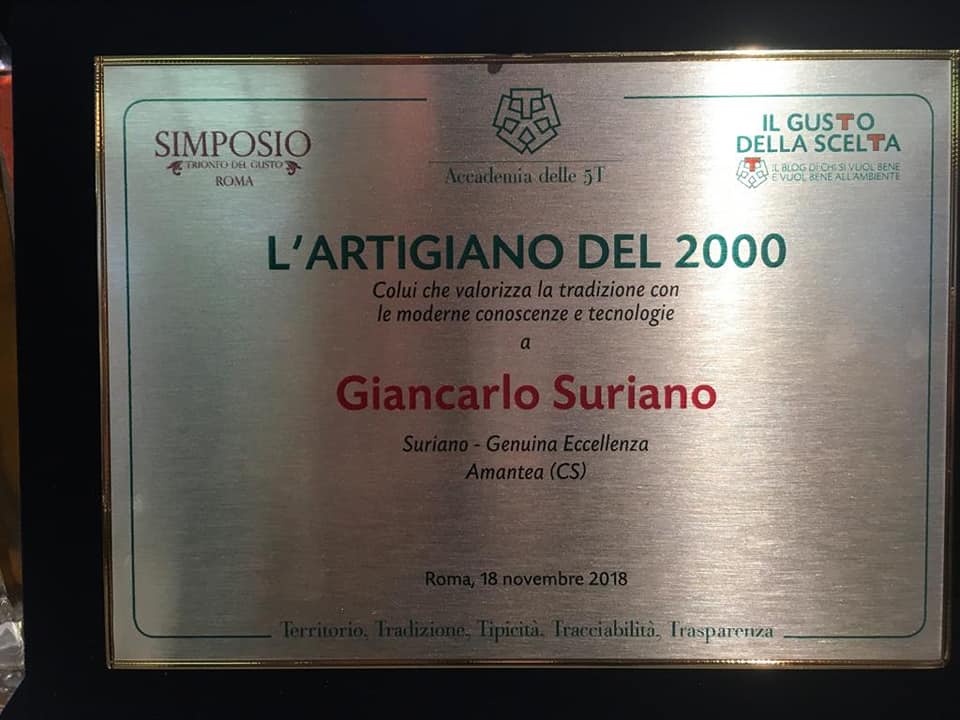 SIMPOSIO
TRIONFO DEL GUSTO
ROMA
Accademia delle 5T
IL GUSTO
DELLA SCELTA
IL BLOG DI CHI SI VUOL BENE
E VUOL BENE ALL'AMBIENTE
L'ARTIGIANO DEL 2000
Colui che valorizza la tradizione con
le moderne conoscenze e tecnologie
a
Giancarlo Suriano
Suriano - Genuina Eccellenza
Amantea (CS)
Roma, 18 novembre 2018
Territorio, Tradizione, Tipicità, Tracciabilità, Trasparenza